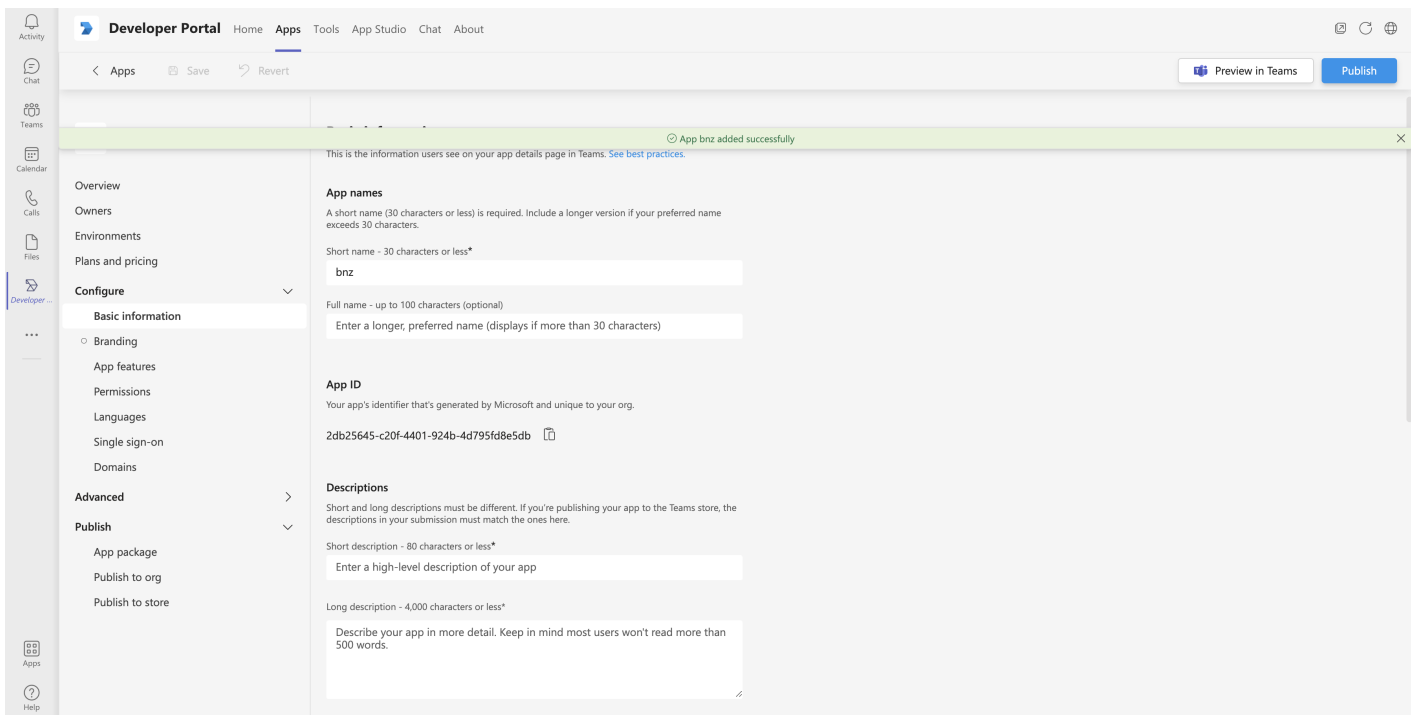 Activity
Chat
Teams
Calendar
Calls
Files
Developer ...
Apps
Help
Developer Portal Home Apps Tools App Studio Chat About
Apps Save Revert Preview in Teams Publish
App bnz added successfully
Overview
Owners
Environments
Plans and pricing
Configure
Basic information
Branding
App features
Permissions
Languages
Single sign-on
Domains
Advanced
Publish
App package
Publish to org
Publish to store
This is the information users see on your app details page in Teams. See best practices.
App names
A short name (30 characters or less) is required. Include a longer version if your preferred name
exceeds 30 characters.
Short name - 30 characters or less*
bnz
Full name - up to 100 characters (optional)
Enter a longer, preferred name (displays if more than 30 characters)
App ID
Your app's identifier that's generated by Microsoft and unique to your org.
2db25645-c20f-4401-924b-4d795fd8e5db
Descriptions
Short and long descriptions must be different. If you're publishing your app to the Teams store, the
descriptions in your submission must match the ones here.
Short description - 80 characters or less*
Enter a high-level description of your app
Long description - 4,000 characters or less*
Describe your app in more detail. Keep in mind most users won't read more than
500 words.